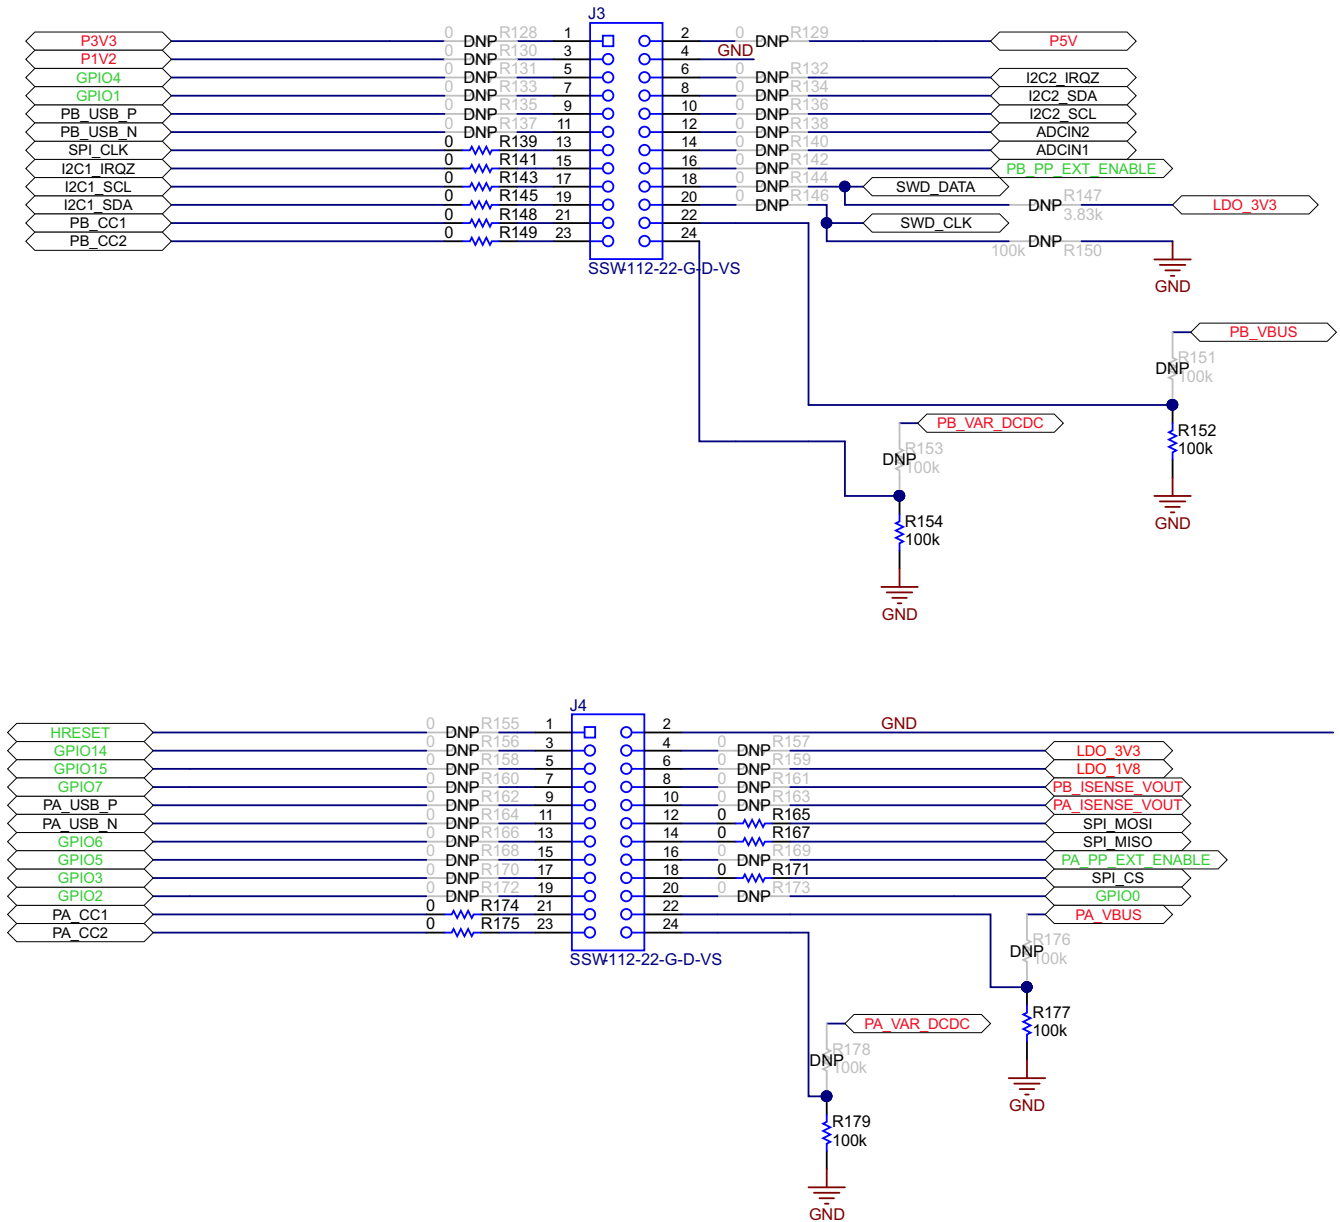 J3
P3V3 0 DNP R128 1 2 0 DNP R129 P5V
P1V2 0 DNP R130 3 4 GND
GPIO4 0 DNP R131 5 6 0 DNP R132 I2C2_IRQZ
GPIO1 0 DNP R133 7 8 0 DNP R134 I2C2_SDA
PB_USB_P 0 DNP R135 9 10 0 DNP R136 I2C2_SCL
PB_USB_N 0 DNP R137 11 12 0 DNP R138 ADCIN2
SPI_CLK 0 R139 13 14 0 DNP R140 ADCIN1
I2C1_IRQZ 0 R141 15 16 0 DNP R142 PB_PP_EXT_ENABLE
I2C1_SCL 0 R143 17 18 0 DNP R144 SWD_DATA
I2C1_SDA 0 R145 19 20 0 DNP R146 DNP R147 3.83k LDO_3V3
PB_CC1 0 R148 21 22 SWD_CLK
PB_CC2 0 R149 23 24 100k DNP R150
SSW-112-22-G-D-VS
GND
PB_VBUS
DNP R151
100k
PB_VAR_DCDC
R152
100k
DNP R153
100k
GND
R154
100k
GND
J4
HRESET 0 DNP R155 1 2 GND
GPIO14 0 DNP R156 3 4 0 DNP R157 LDO_3V3
GPIO15 0 DNP R158 5 6 0 DNP R159 LDO_1V8
GPIO7 0 DNP R160 7 8 0 DNP R161 PB_ISENSE_VOUT
PA_USB_P 0 DNP R162 9 10 0 DNP R163 PA_ISENSE_VOUT
PA_USB_N 0 DNP R164 11 12 0 R165 SPI_MOSI
GPIO6 0 DNP R166 13 14 0 R167 SPI_MISO
GPIO5 0 DNP R168 15 16 0 DNP R169 PA_PP_EXT_ENABLE
GPIO3 0 DNP R170 17 18 0 R171 SPI_CS
GPIO2 0 DNP R172 19 20 0 DNP R173 GPIO0
PA_CC1 0 R174 21 22 PA_VBUS
PA_CC2 0 R175 23 24
SSW-112-22-G-D-VS
DNP R176
100k
R177
100k
PA_VAR_DCDC
DNP R178
100k
GND
R179
100k
GND